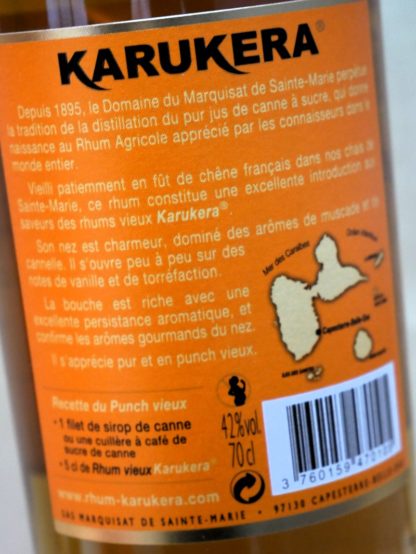 KARUKERA®
Depuis 1895, le Domaine du Marquisat de Sainte-Marie perpétue
la tradition de la distillation du pur jus de canne à sucre, qui donne
naissance au Rhum Agricole apprécié par les connaisseurs dans le
monde entier.
Vieilli patiemment en fût de chêne français dans nos chais de
Sainte-Marie, ce rhum constitue une excellente introduction aux
saveurs des rhums vieux Karukera®
Son nez est charmeur, dominé des arômes de muscade et de
cannelle. Il s'ouvre peu à peu sur des
notes de vanille et de torréfaction.
La bouche est riche avec une
excellente persistance aromatique, et
confirme les arômes gourmands du nez.
Il s'apprécie pur et en punch vieux.
Mer des Caraïbes
Capesterre-Belle-Eau
Recette du Punch vieux
• 1 filet de sirop de canne
ou une cuillère à café de
sucre de canne
• 5 cl de Rhum vieux Karukera®
42%vol.
70 cl
3 760159 47010
www.rhum-karukera.com
SAS MARQUISAT DE SAINTE-MARIE • 97130 CAPESTERRE-BELLE-EAU